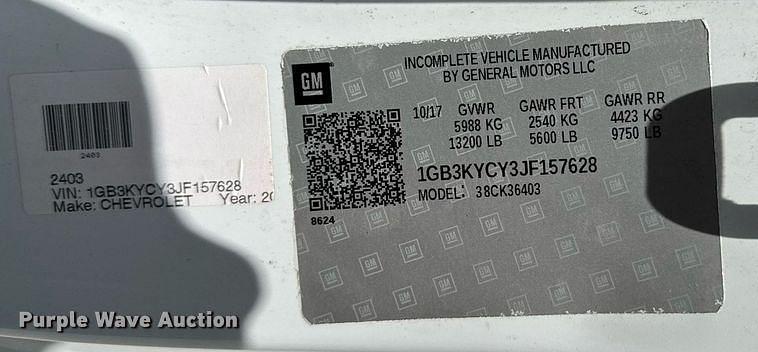 2403
2403
VIN: 1GB3KYCY3JF157628
Make: CHEVROLET Year:
GM
INCOMPLETE VEHICLE MANUFACTURED
BY GENERAL MOTORS LLC
10/17 GVWR GAWR FRT GAWR RR
5988 KG 2540 KG 4423 KG
13200 LB 5600 LB 9750 LB
1GB3KYCY3JF157628
MODEL: 38CK36403
8624
Purple Wave Auction